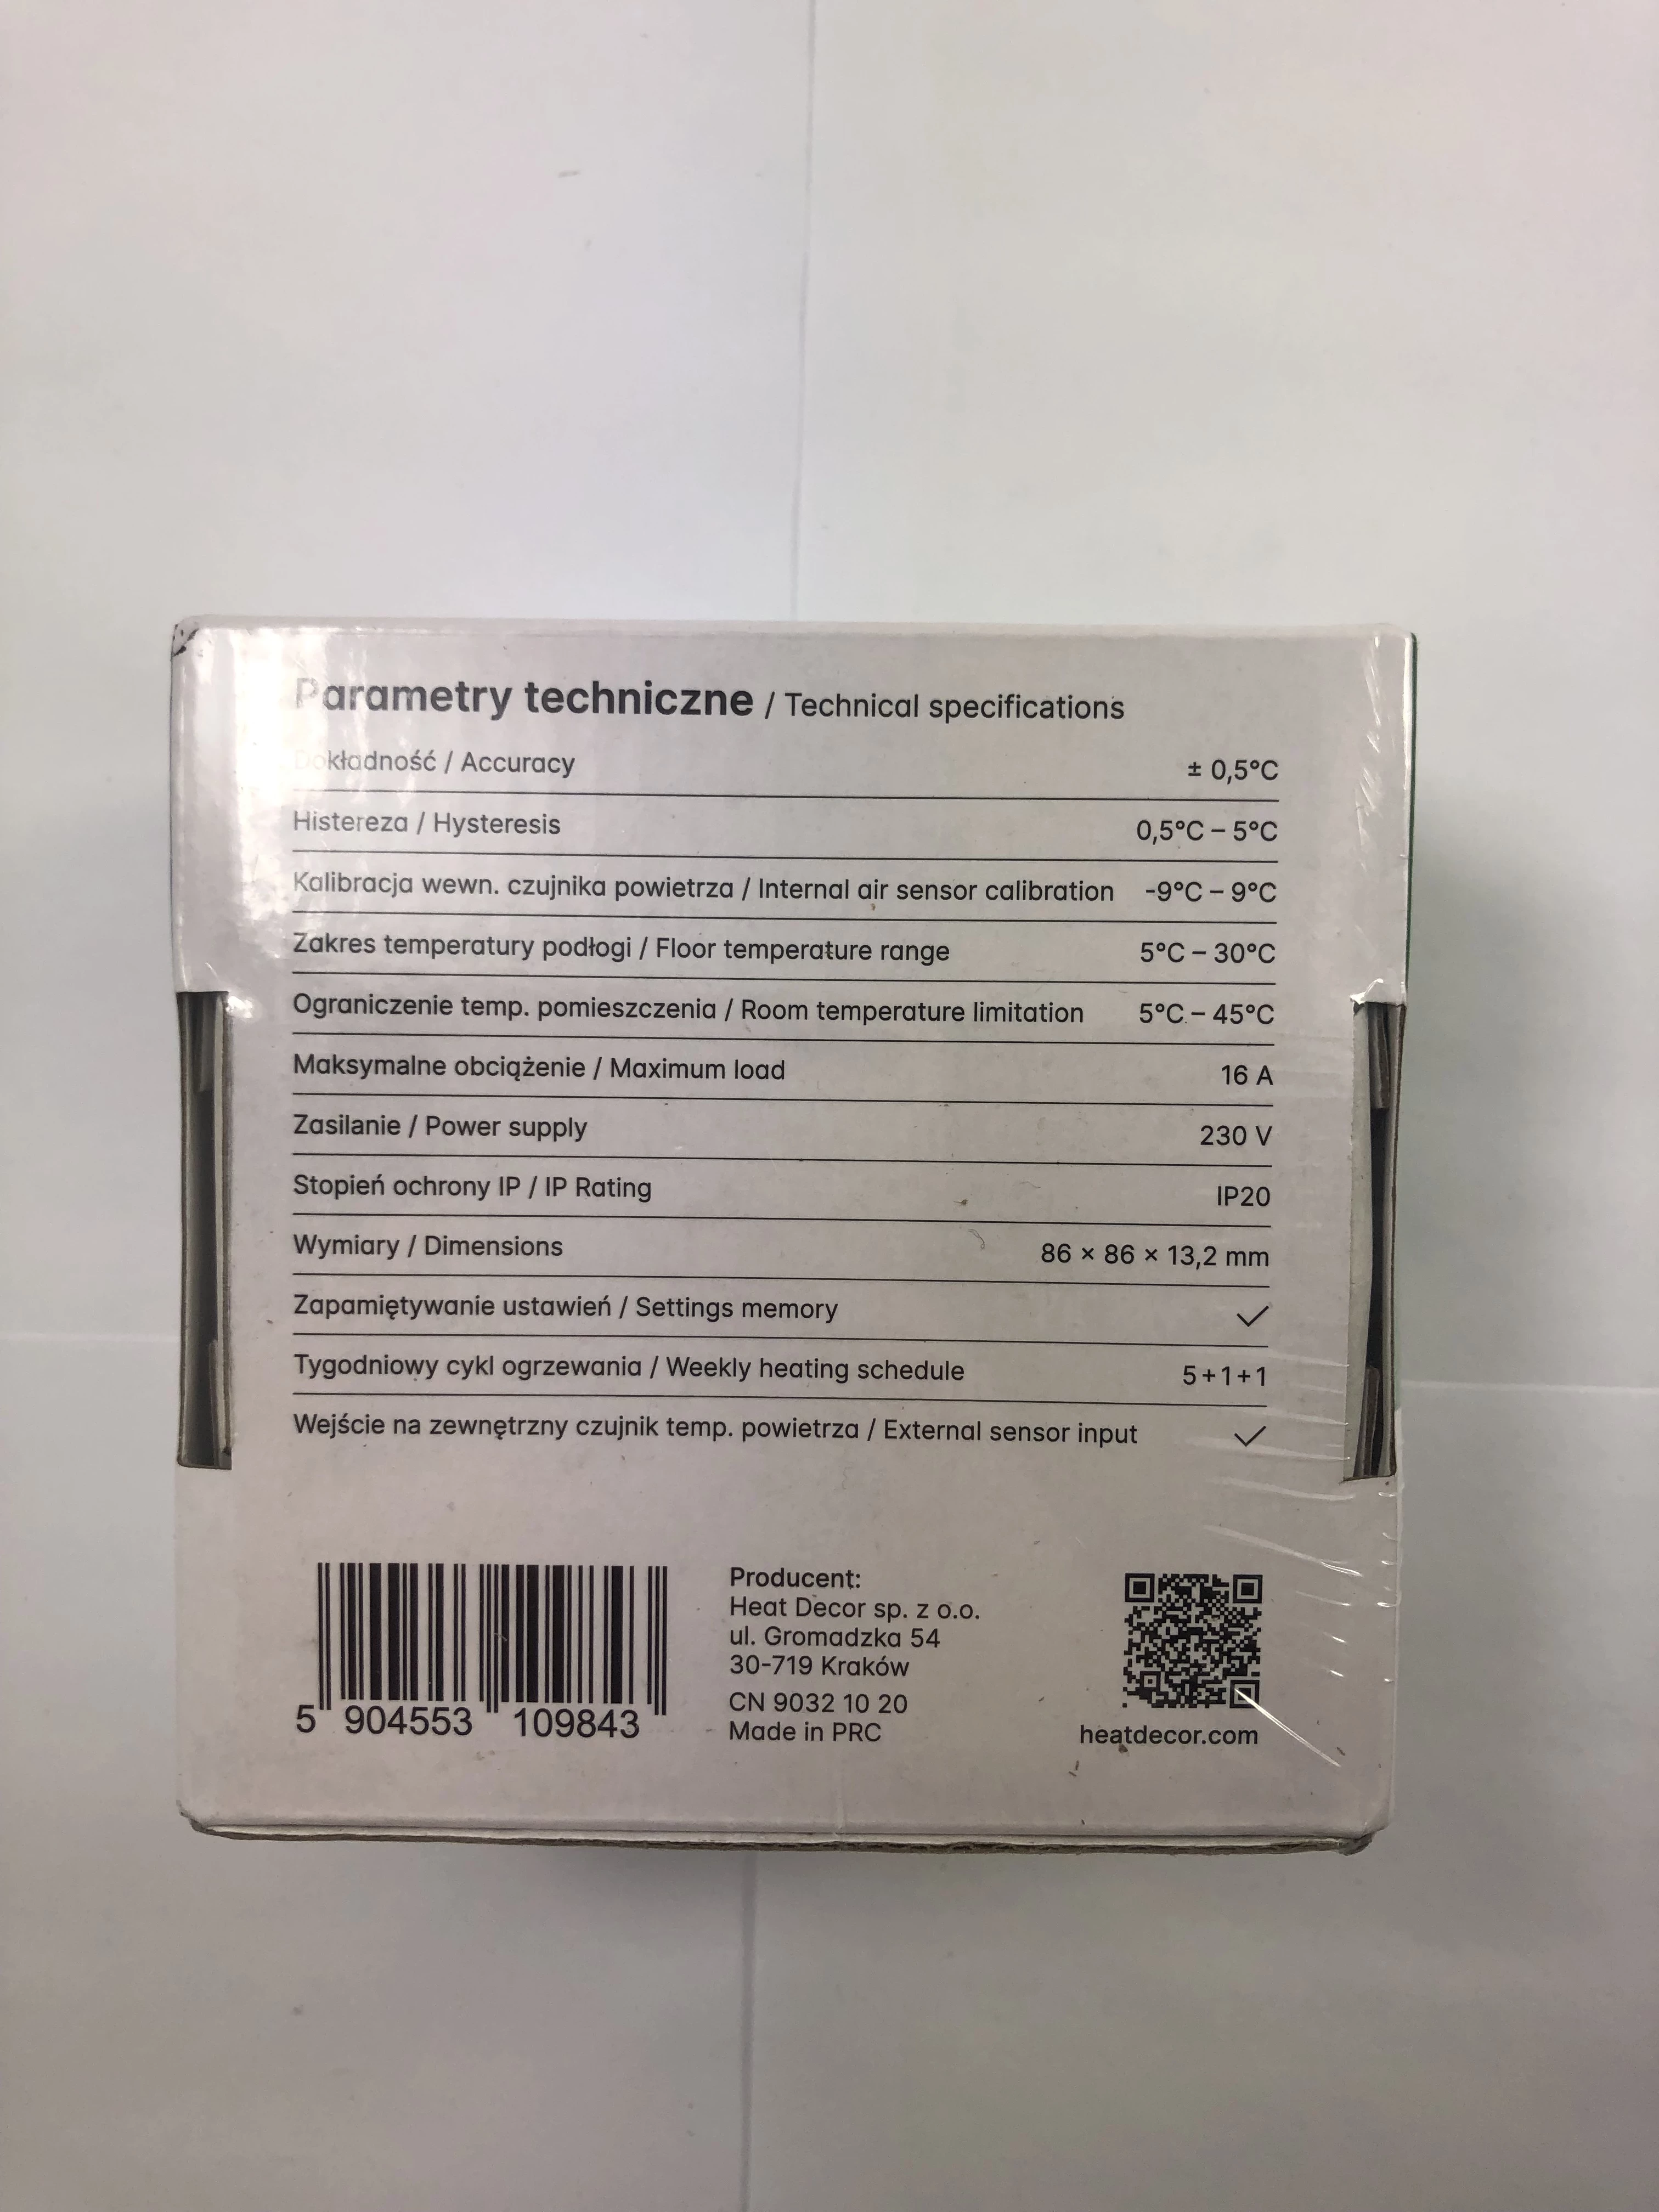 Parametry techniczne / Technical specifications
Dokładność / Accuracy ± 0,5°C
Histereza / Hysteresis 0,5°C – 5°C
Kalibracja wewn. czujnika powietrza / Internal air sensor calibration -9°C – 9°C
Zakres temperatury podłogi / Floor temperature range 5°C – 30°C
Ograniczenie temp. pomieszczenia / Room temperature limitation 5°C – 45°C
Maksymalne obciążenie / Maximum load 16 A
Zasilanie / Power supply 230 V
Stopień ochrony IP / IP Rating IP20
Wymiary / Dimensions 86 × 86 × 13,2 mm
Zapamiętywanie ustawień / Settings memory ✓
Tygodniowy cykl ogrzewania / Weekly heating schedule 5+1+1
Wejście na zewnętrzny czujnik temp. powietrza / External sensor input ✓
5 904553 109843
Producent:
Heat Decor sp. z o.o.
ul. Gromadzka 54
30-719 Kraków
CN 9032 10 20
Made in PRC
heatdecor.com